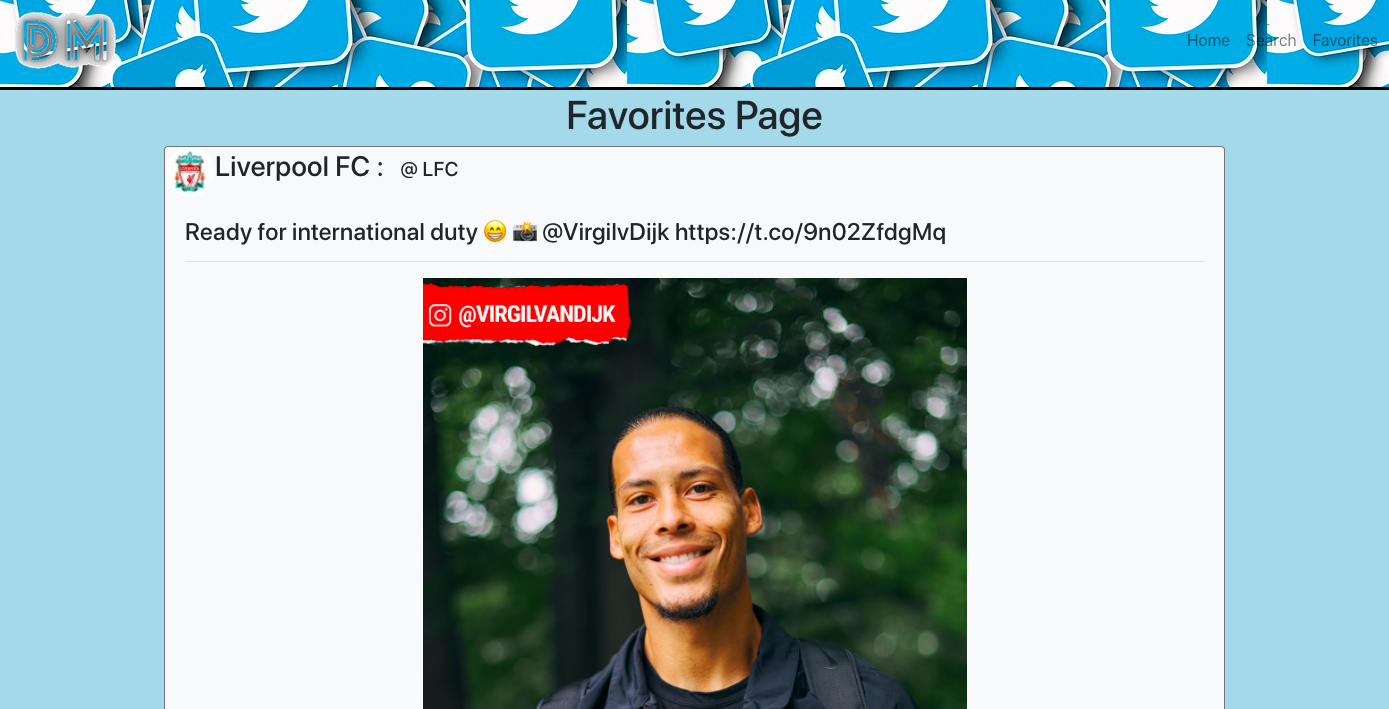 DM
Home Search Favorites
Favorites Page
Liverpool FC : @ LFC
Ready for international duty 😁 📸 @VirgilvDijk https://t.co/9n02ZfdgMq
@VIRGILVANDIJK